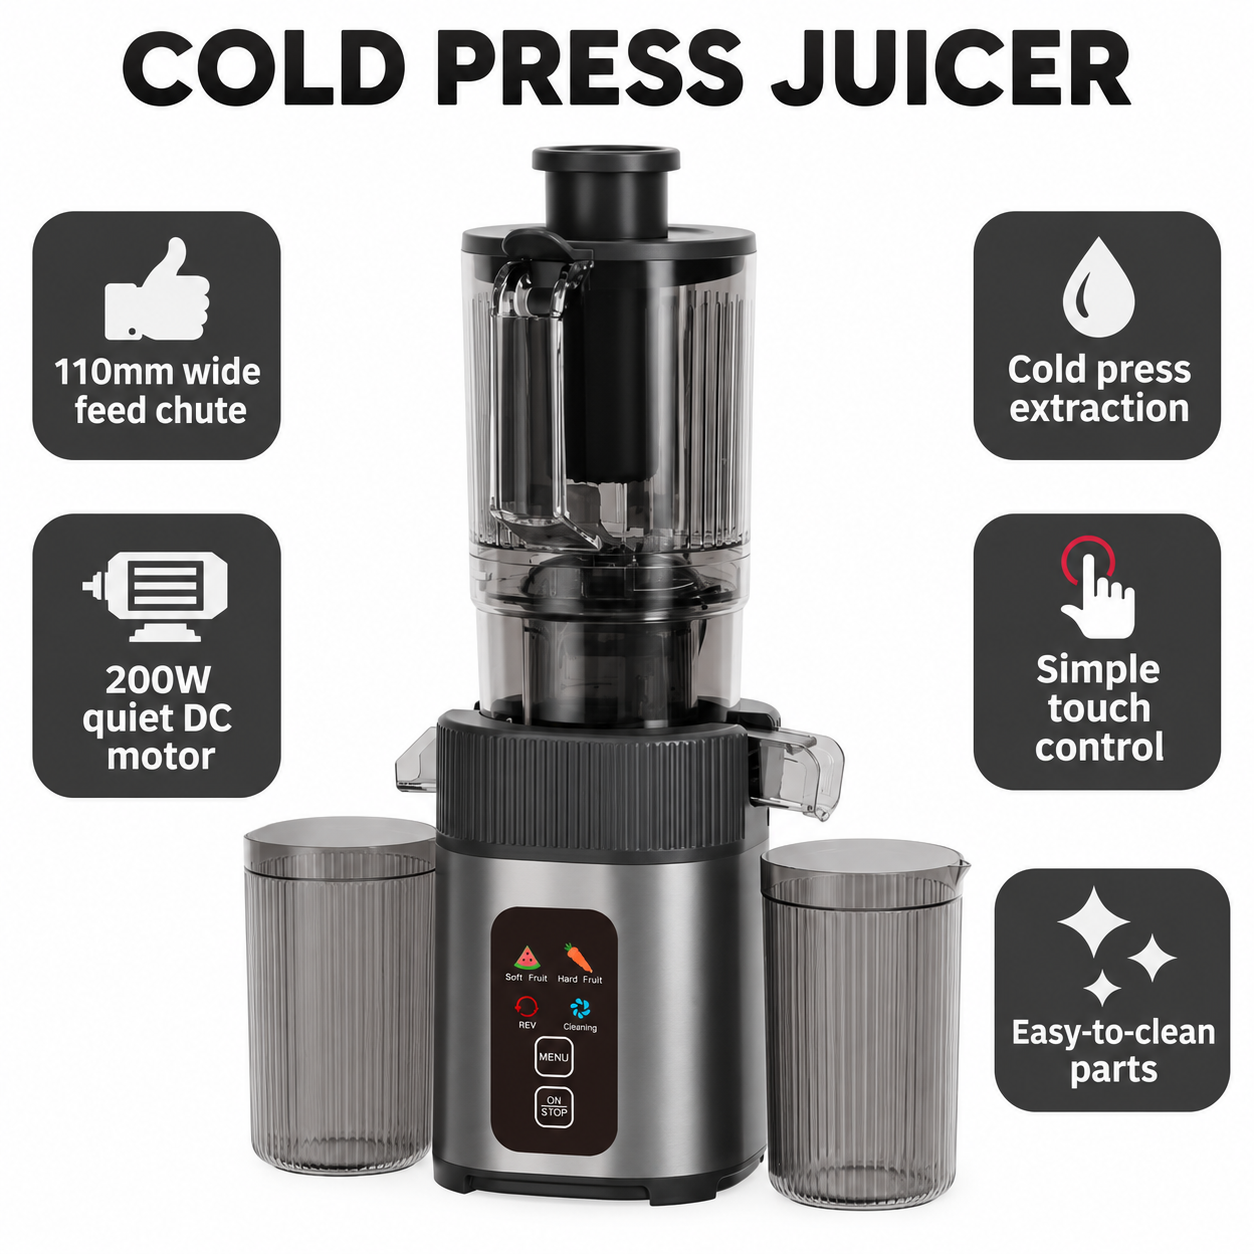 COLD PRESS JUICER
110mm wide
feed chute
Cold press
extraction
200W
quiet DC
motor
Simple
touch
control
Soft Fruit
Hard Fruit
REV
Cleaning
MENU
ON
STOP
Easy-to-clean
parts